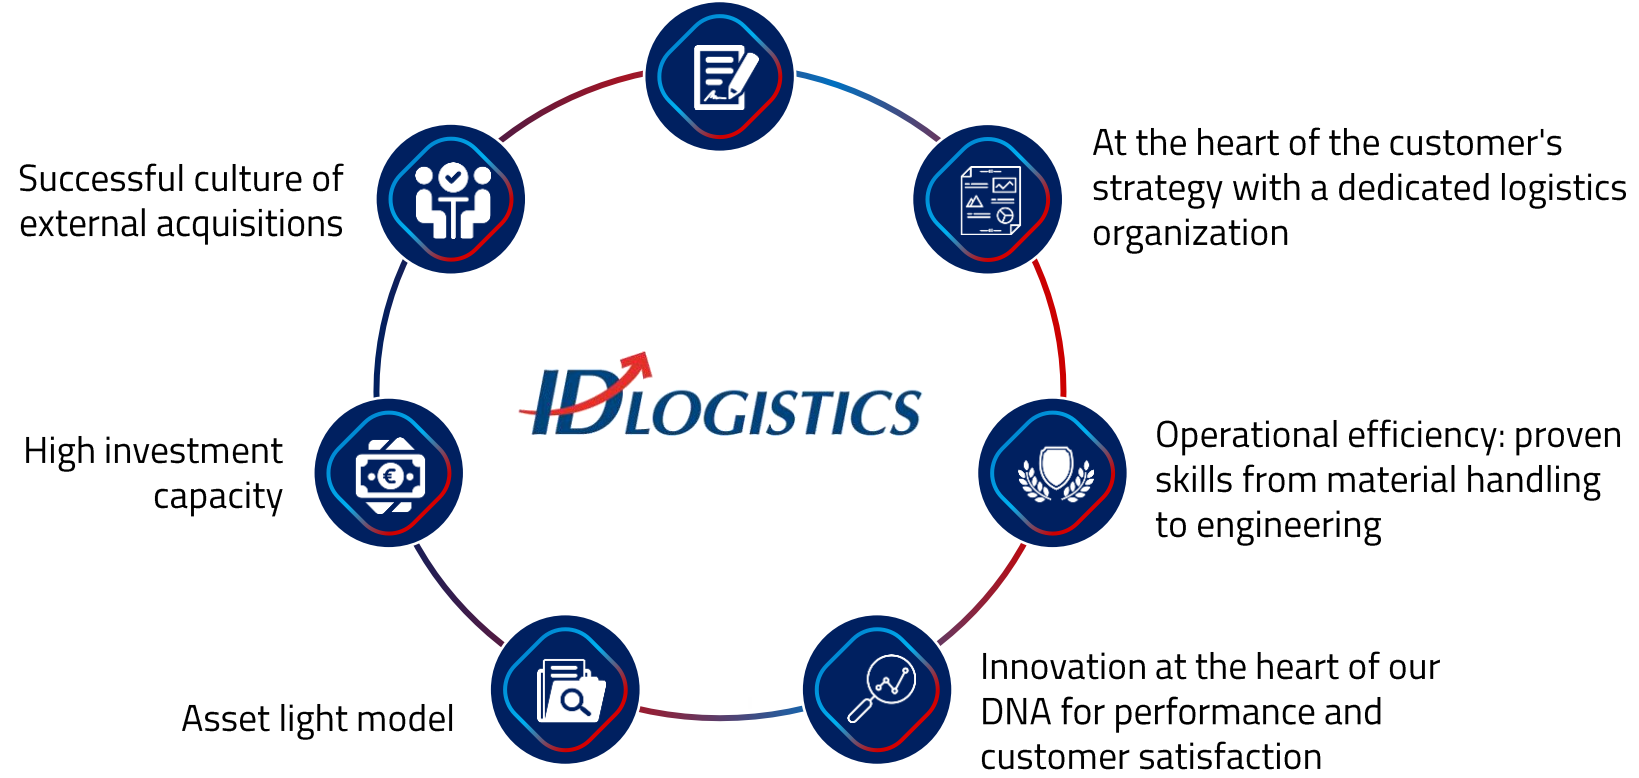 Successful culture of
external acquisitions
At the heart of the customer's
strategy with a dedicated logistics
organization
ID LOGISTICS
High investment
capacity
€
Operational efficiency: proven
skills from material handling
to engineering
Asset light model
Innovation at the heart of our
DNA for performance and
customer satisfaction